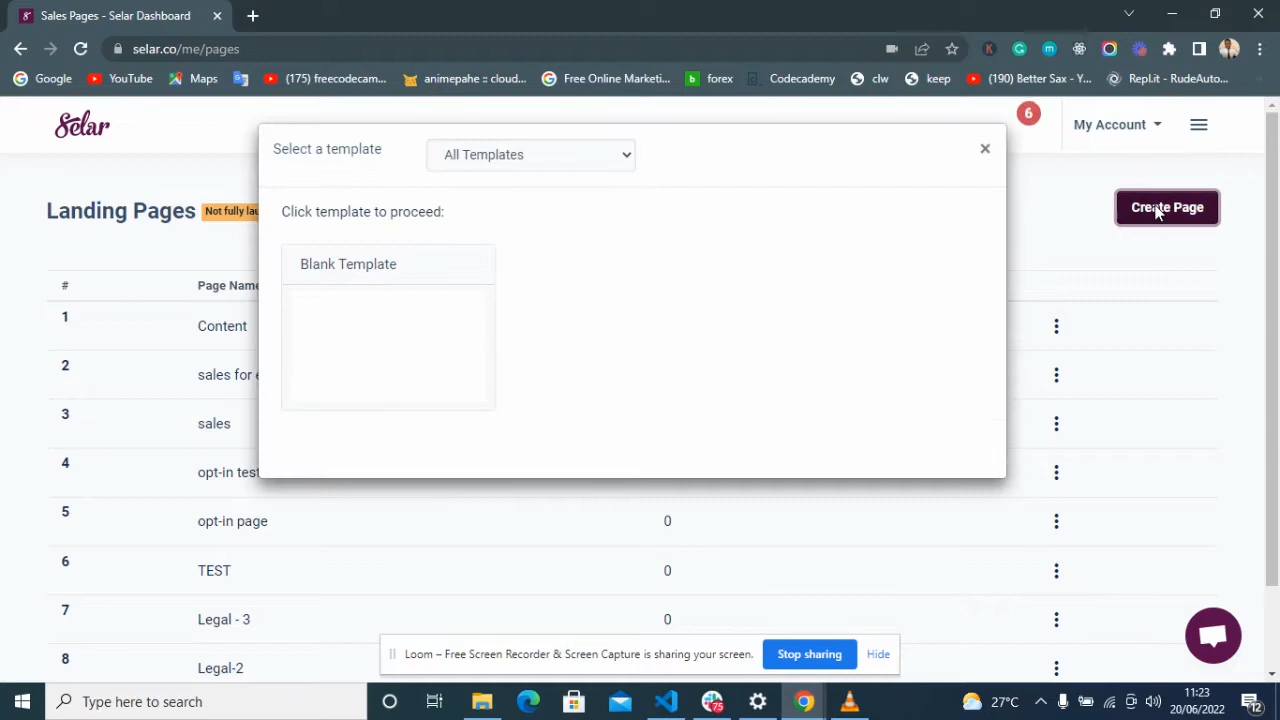 Sales Pages - Selar Dashboard
selar.co/me/pages
Google
YouTube
Maps
(175) freecodecam...
animepahe :: cloud...
Free Online Marketi...
forex
Codecademy
clw
keep
(190) Better Sax - Y...
Repl.it - RudeAuto...
Selar
6
My Account
Select a template
All Templates
×
Landing Pages
Not fully lau
Create Page
Click template to proceed:
Blank Template
#
Page Name
1
Content
2
sales for e
3
sales
4
opt-in test
5
opt-in page
0
6
TEST
0
7
Legal - 3
0
8
Legal-2
Loom – Free Screen Recorder & Screen Capture is sharing your screen.
Stop sharing
Hide
Type here to search
75
27°C
11:23
20/06/2022
12